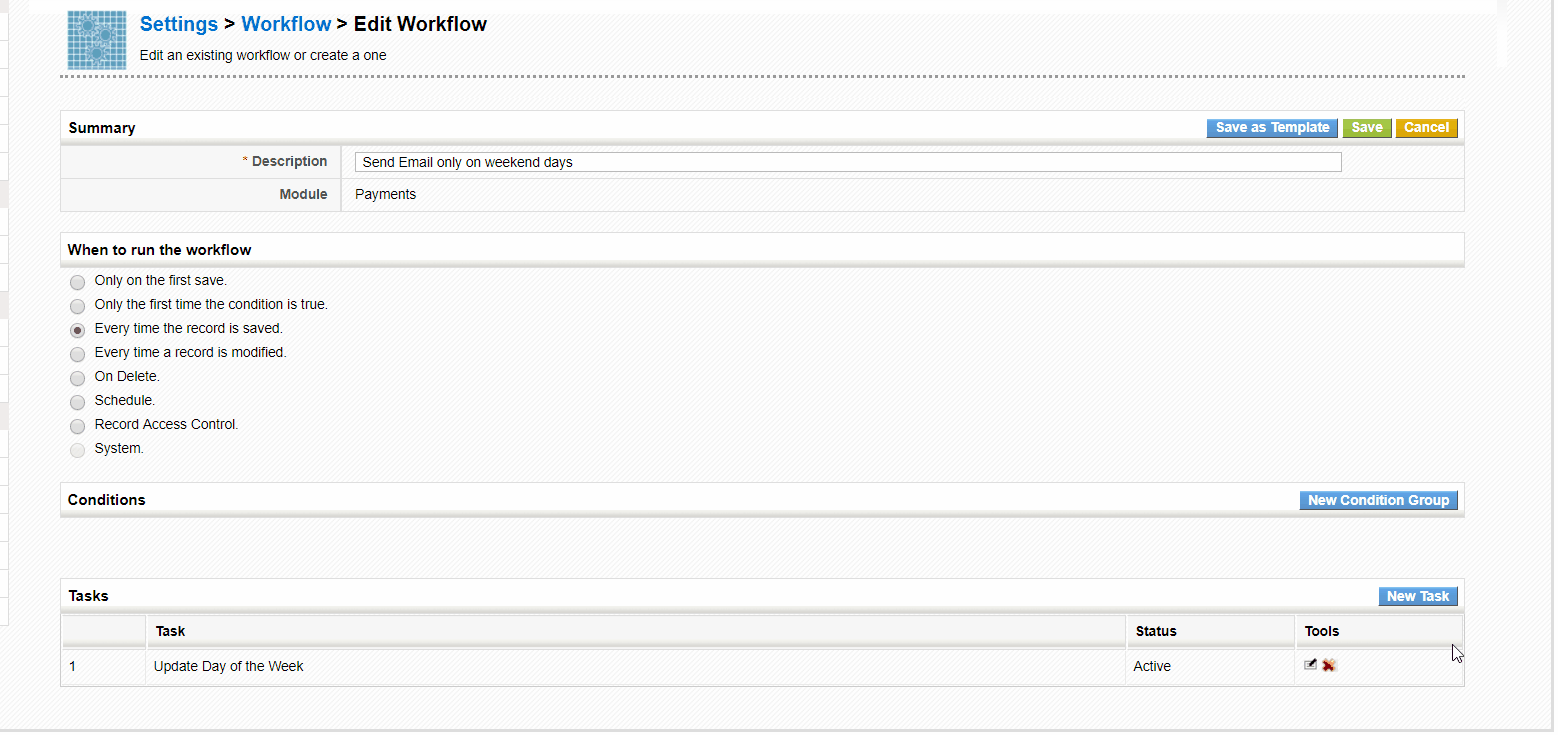 Settings > Workflow > Edit Workflow
Edit an existing workflow or create a one
Summary Save as Template Save Cancel
* Description Send Email only on weekend days
Module Payments
When to run the workflow
Only on the first save.
Only the first time the condition is true.
Every time the record is saved.
Every time a record is modified.
On Delete.
Schedule.
Record Access Control.
System.
Conditions New Condition Group
Tasks New Task
Task Status Tools
1 Update Day of the Week Active